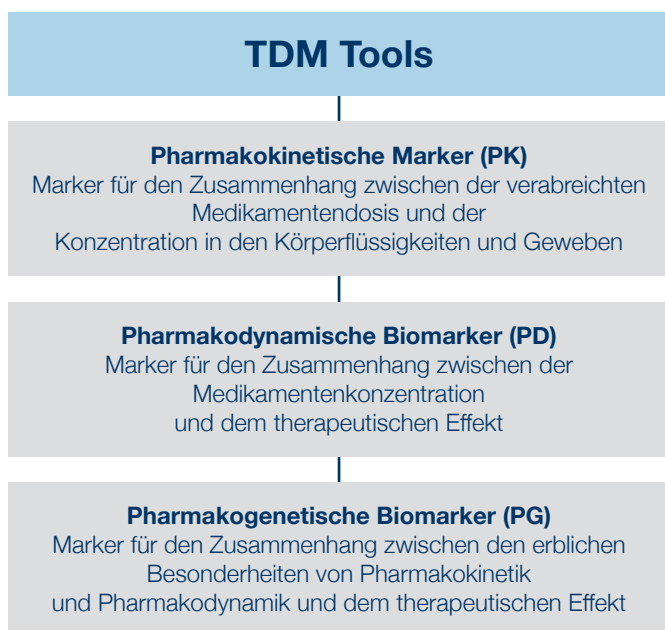 TDM Tools
Pharmakokinetische Marker (PK)
Marker für den Zusammenhang zwischen der verabreichten
Medikamentendosis und der
Konzentration in den Körperflüssigkeiten und Geweben
Pharmakodynamische Biomarker (PD)
Marker für den Zusammenhang zwischen der
Medikamentenkonzentration
und dem therapeutischen Effekt
Pharmakogenetische Biomarker (PG)
Marker für den Zusammenhang zwischen den erblichen
Besonderheiten von Pharmakokinetik
und Pharmakodynamik und dem therapeutischen Effekt